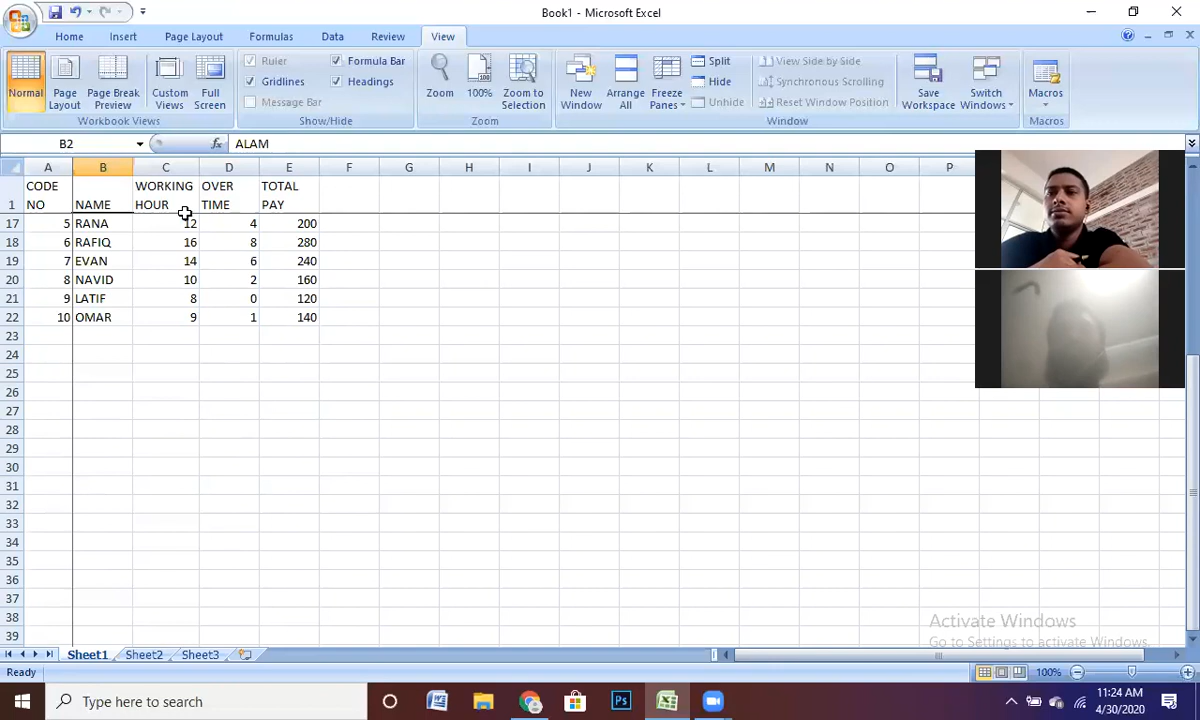 Book1 - Microsoft Excel
Home Insert Page Layout Formulas Data Review View
Normal Page Layout Page Break Preview Custom Views Full Screen
Workbook Views
Ruler Formula Bar
Gridlines Headings
Message Bar
Show/Hide
Zoom 100% Zoom to Selection
Zoom
New Window Arrange All Freeze Panes
Split View Side by Side
Hide Synchronous Scrolling
Unhide Reset Window Position
Save Workspace Switch Windows
Window
Macros
Macros
B2 fx ALAM
A B C D E F G H I J K L M N O P
1 CODE NO NAME WORKING HOUR OVER TIME TOTAL PAY
17 5 RANA 12 4 200
18 6 RAFIQ 16 8 280
19 7 EVAN 14 6 240
20 8 NAVID 10 2 160
21 9 LATIF 8 0 120
22 10 OMAR 9 1 140
23
24
25
26
27
28
29
30
31
32
33
34
35
36
37
38
39
Activate Windows
Go to Settings to activate Windows.
Sheet1 Sheet2 Sheet3
Ready 100%
Type here to search
11:24 AM
4/30/2020